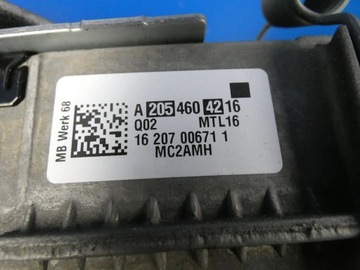 MB Werk 68
A 205 460 42 16
Q02 MTL16
16 207 00671 1
MC2AMH